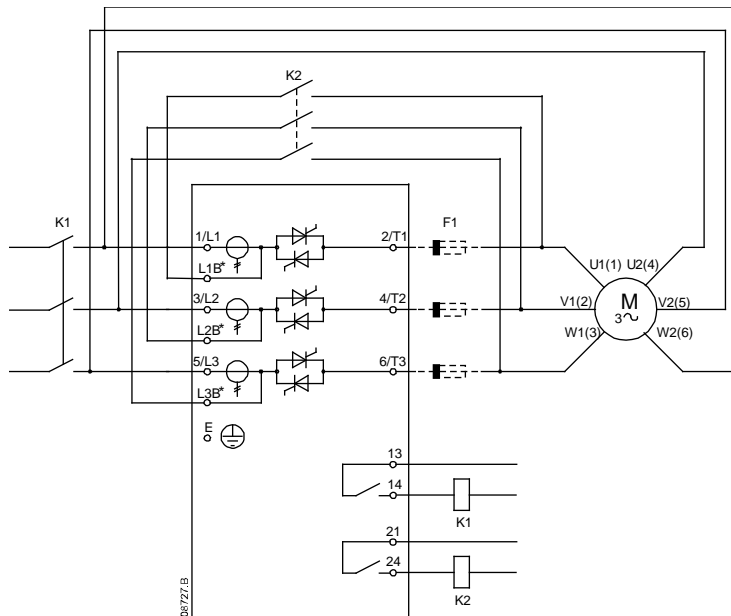 K2
K1
1/L1
2/T1
F1
L1B*
U1(1) U2(4)
3/L2
4/T2
V1(2)
M
3~
V2(5)
L2B*
W1(3)
W2(6)
5/L3
6/T3
L3B*
E
13
14
K1
21
24
K2
08727.B